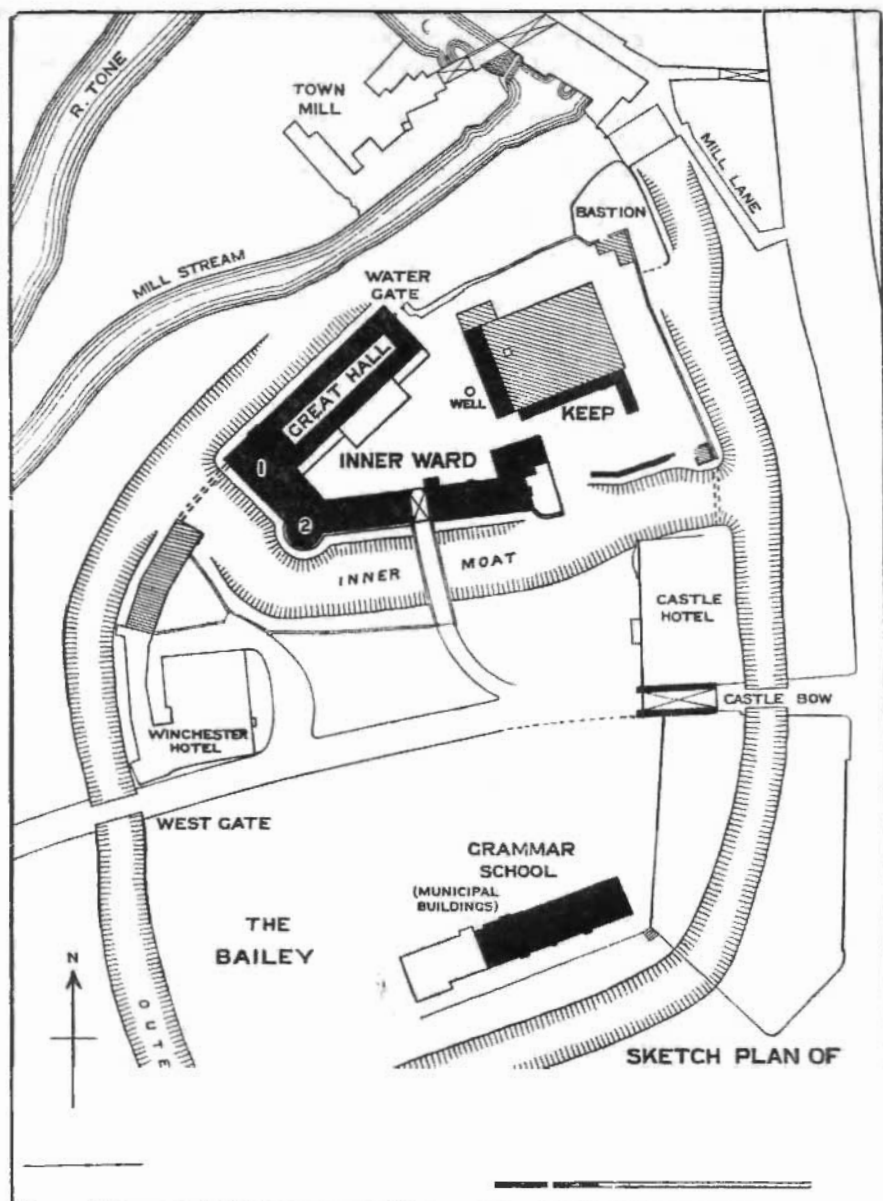 R. TONE
TOWN
MILL
MILL LANE
BASTION
MILL STREAM
WATER
GATE
GREAT HALL
WELL
KEEP
INNER WARD
1
2
INNER MOAT
CASTLE
HOTEL
CASTLE BOW
WINCHESTER
HOTEL
WEST GATE
GRAMMAR
SCHOOL
(MUNICIPAL
BUILDINGS)
THE
BAILEY
N
OUTE
SKETCH PLAN OF